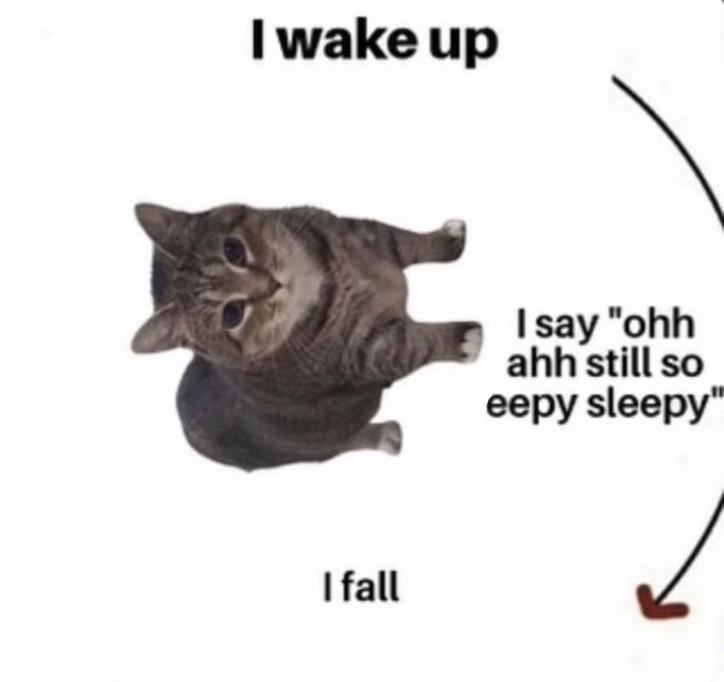 I wake up
I say "ohh
ahh still so
eepy sleepy"
I fall